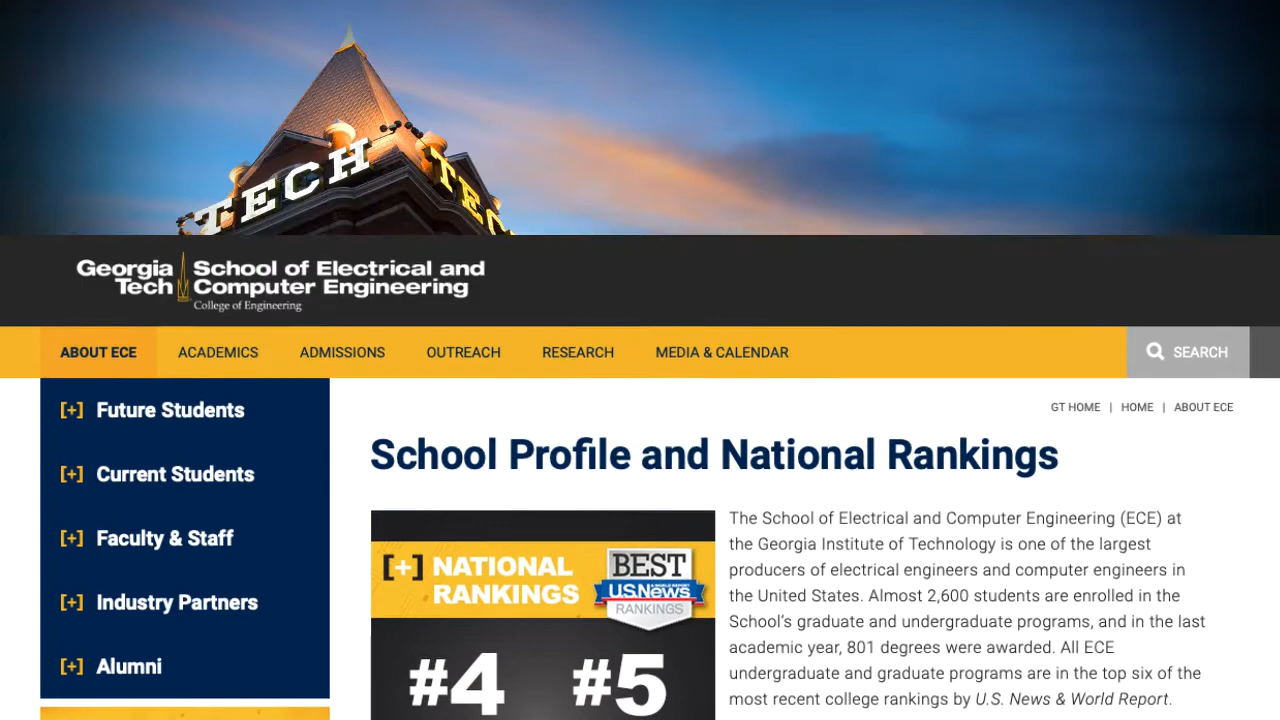 TECH TEC
Georgia Tech School of Electrical and Computer Engineering
College of Engineering
ABOUT ECE ACADEMICS ADMISSIONS OUTREACH RESEARCH MEDIA & CALENDAR SEARCH
[+] Future Students
[+] Current Students
[+] Faculty & Staff
[+] Industry Partners
[+] Alumni
GT HOME | HOME | ABOUT ECE
School Profile and National Rankings
[+] NATIONAL
RANKINGS
BEST
U.S.News
& WORLD REPORT
RANKINGS
#4 #5
The School of Electrical and Computer Engineering (ECE) at
the Georgia Institute of Technology is one of the largest
producers of electrical engineers and computer engineers in
the United States. Almost 2,600 students are enrolled in the
School’s graduate and undergraduate programs, and in the last
academic year, 801 degrees were awarded. All ECE
undergraduate and graduate programs are in the top six of the
most recent college rankings by U.S. News & World Report.